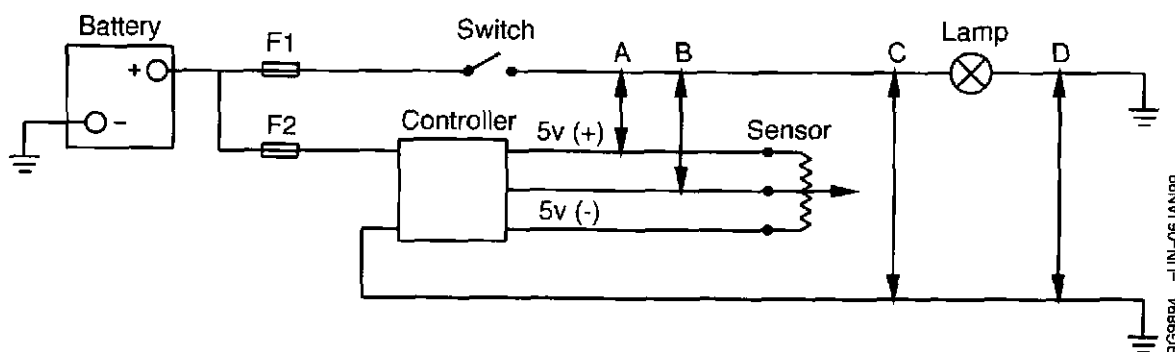 Battery
F1
Switch
A
B
C
Lamp
D
+
−
F2
Controller
5v (+)
Sensor
5v (-)